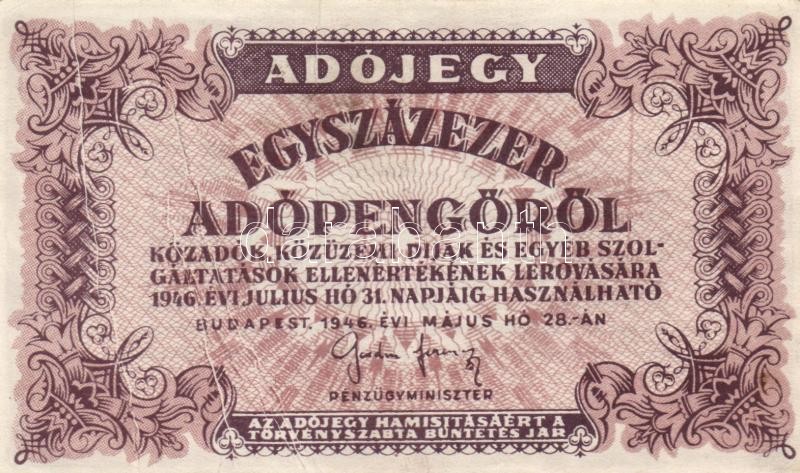 ADÓJEGY
EGYSZÁZEZER
ADÓPENGŐRŐL
KÖZADÓK, KÖZÜZEMI DIJAK ÉS EGYÉB SZOL-
GÁLTATÁSOK ELLENÉRTÉKÉNEK LEROVÁSÁRA
1946. ÉVI JULIUS HÓ 31. NAPJÁIG HASZNÁLHATÓ
BUDAPEST, 1946. ÉVI MÁJUS HÓ 28.-ÁN
PÉNZÜGYMINISZTER
AZ ADÓJEGY HAMISITÁSÁÉRT A
TÖRVÉNYSZABTA BÜNTETÉS JÁR